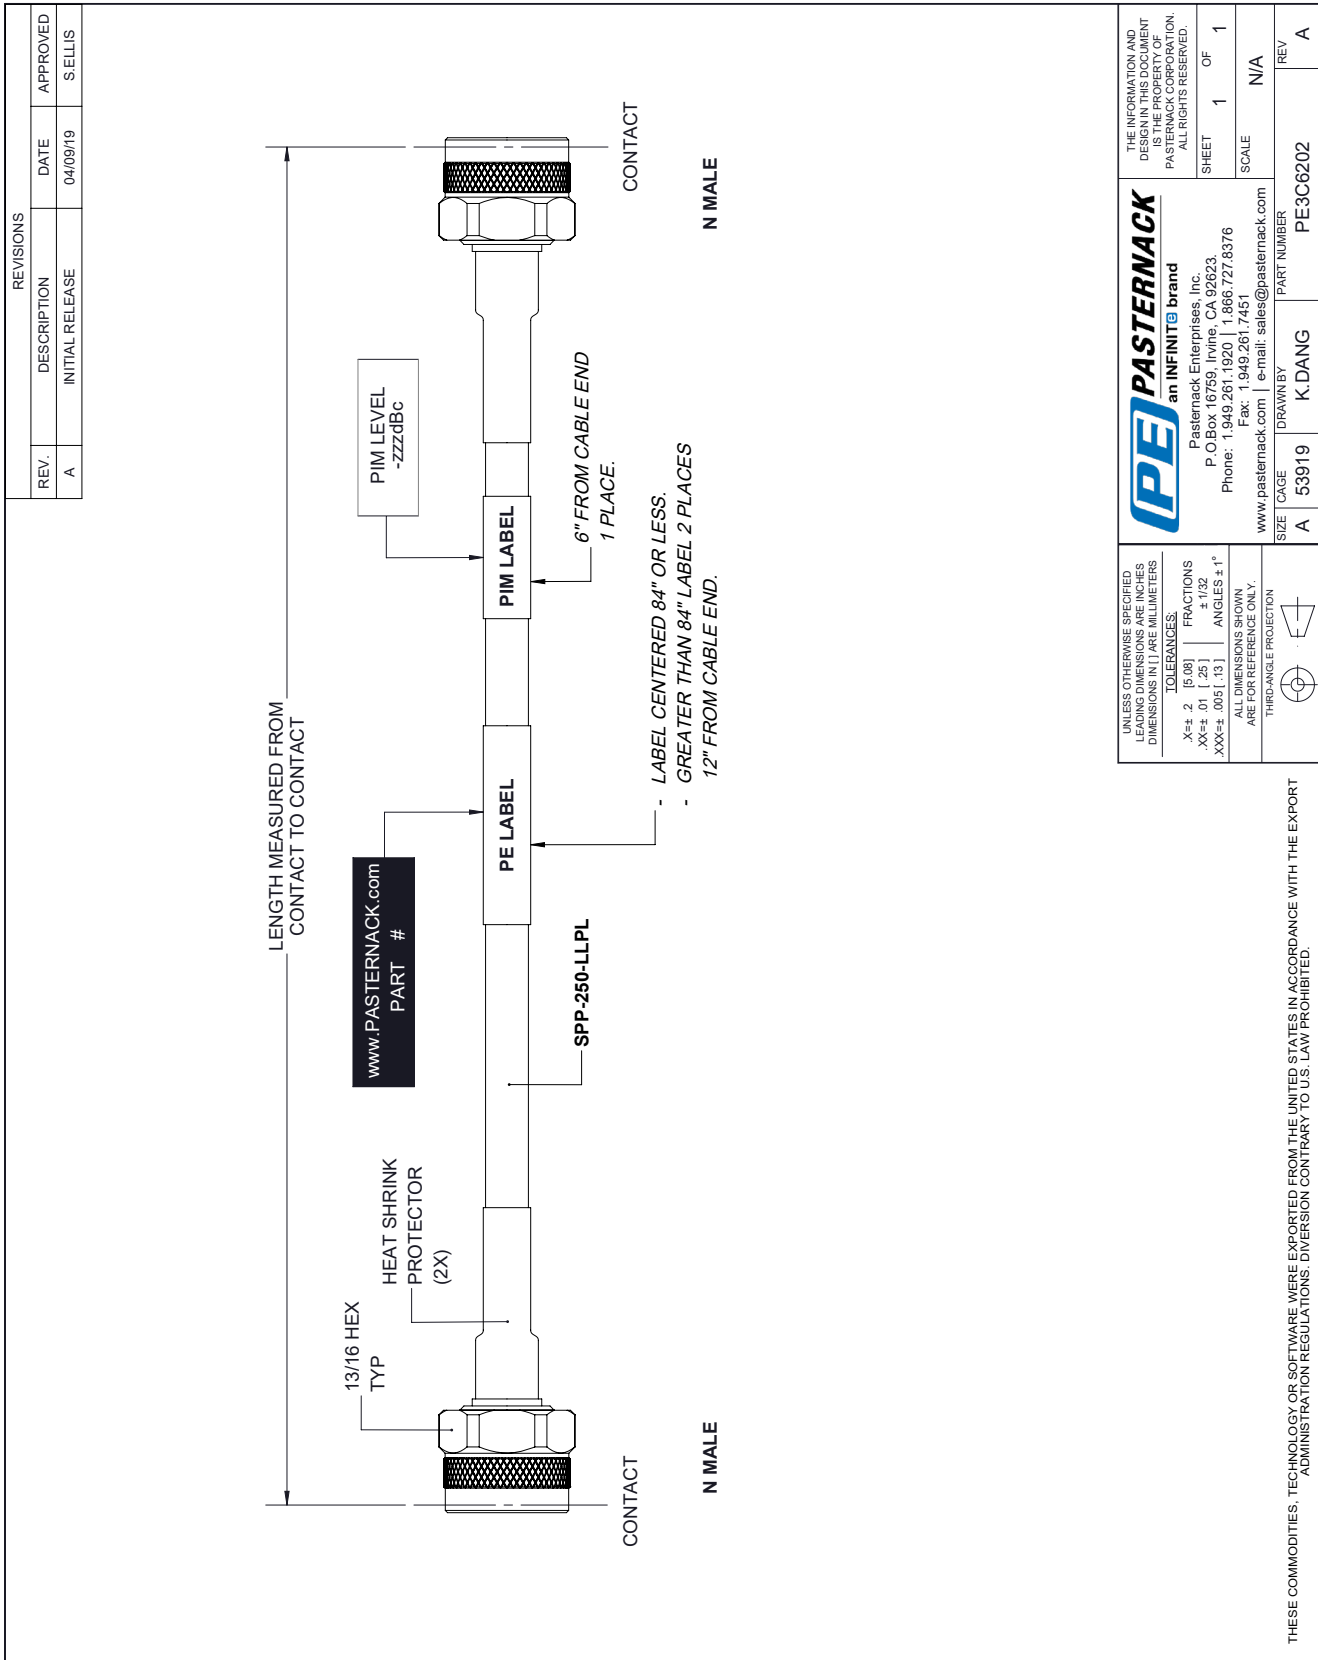 REVISIONS
REV. DESCRIPTION DATE APPROVED
A INITIAL RELEASE 04/09/19 S.ELLIS
LENGTH MEASURED FROM
CONTACT TO CONTACT
13/16 HEX
TYP
HEAT SHRINK
PROTECTOR
(2X)
www.PASTERNACK.com
PART #
PIM LEVEL
-zzzdBc
PE LABEL
PIM LABEL
SPP-250-LLPL
6" FROM CABLE END
1 PLACE.
- LABEL CENTERED 84" OR LESS.
- GREATER THAN 84" LABEL 2 PLACES
12" FROM CABLE END.
CONTACT
CONTACT
N MALE
N MALE
UNLESS OTHERWISE SPECIFIED
LEADING DIMENSIONS ARE INCHES
DIMENSIONS IN [ ] ARE MILLIMETERS
TOLERANCES:
.X=± .2 [5.08] FRACTIONS
.XX=± .01 [ .25 ] ± 1/32
.XXX=± .005 [ .13 ] ANGLES ± 1°
ALL DIMENSIONS SHOWN
ARE FOR REFERENCE ONLY.
THIRD-ANGLE PROJECTION
PE PASTERNACK
an INFINITe brand
Pasternack Enterprises, Inc.
P.O.Box 16759, Irvine, CA 92623.
Phone: 1.949.261.1920 | 1.866.727.8376
Fax: 1.949.261.7451
www.pasternack.com | e-mail: sales@pasternack.com
THE INFORMATION AND
DESIGN IN THIS DOCUMENT
IS THE PROPERTY OF
PASTERNACK CORPORATION.
ALL RIGHTS RESERVED.
SHEET 1 OF 1
SCALE N/A
SIZE A
CAGE 53919
DRAWN BY K.DANG
PART NUMBER PE3C6202
REV A
THESE COMMODITIES, TECHNOLOGY OR SOFTWARE WERE EXPORTED FROM THE UNITED STATES IN ACCORDANCE WITH THE EXPORT
ADMINISTRATION REGULATIONS. DIVERSION CONTRARY TO U.S. LAW PROHIBITED.